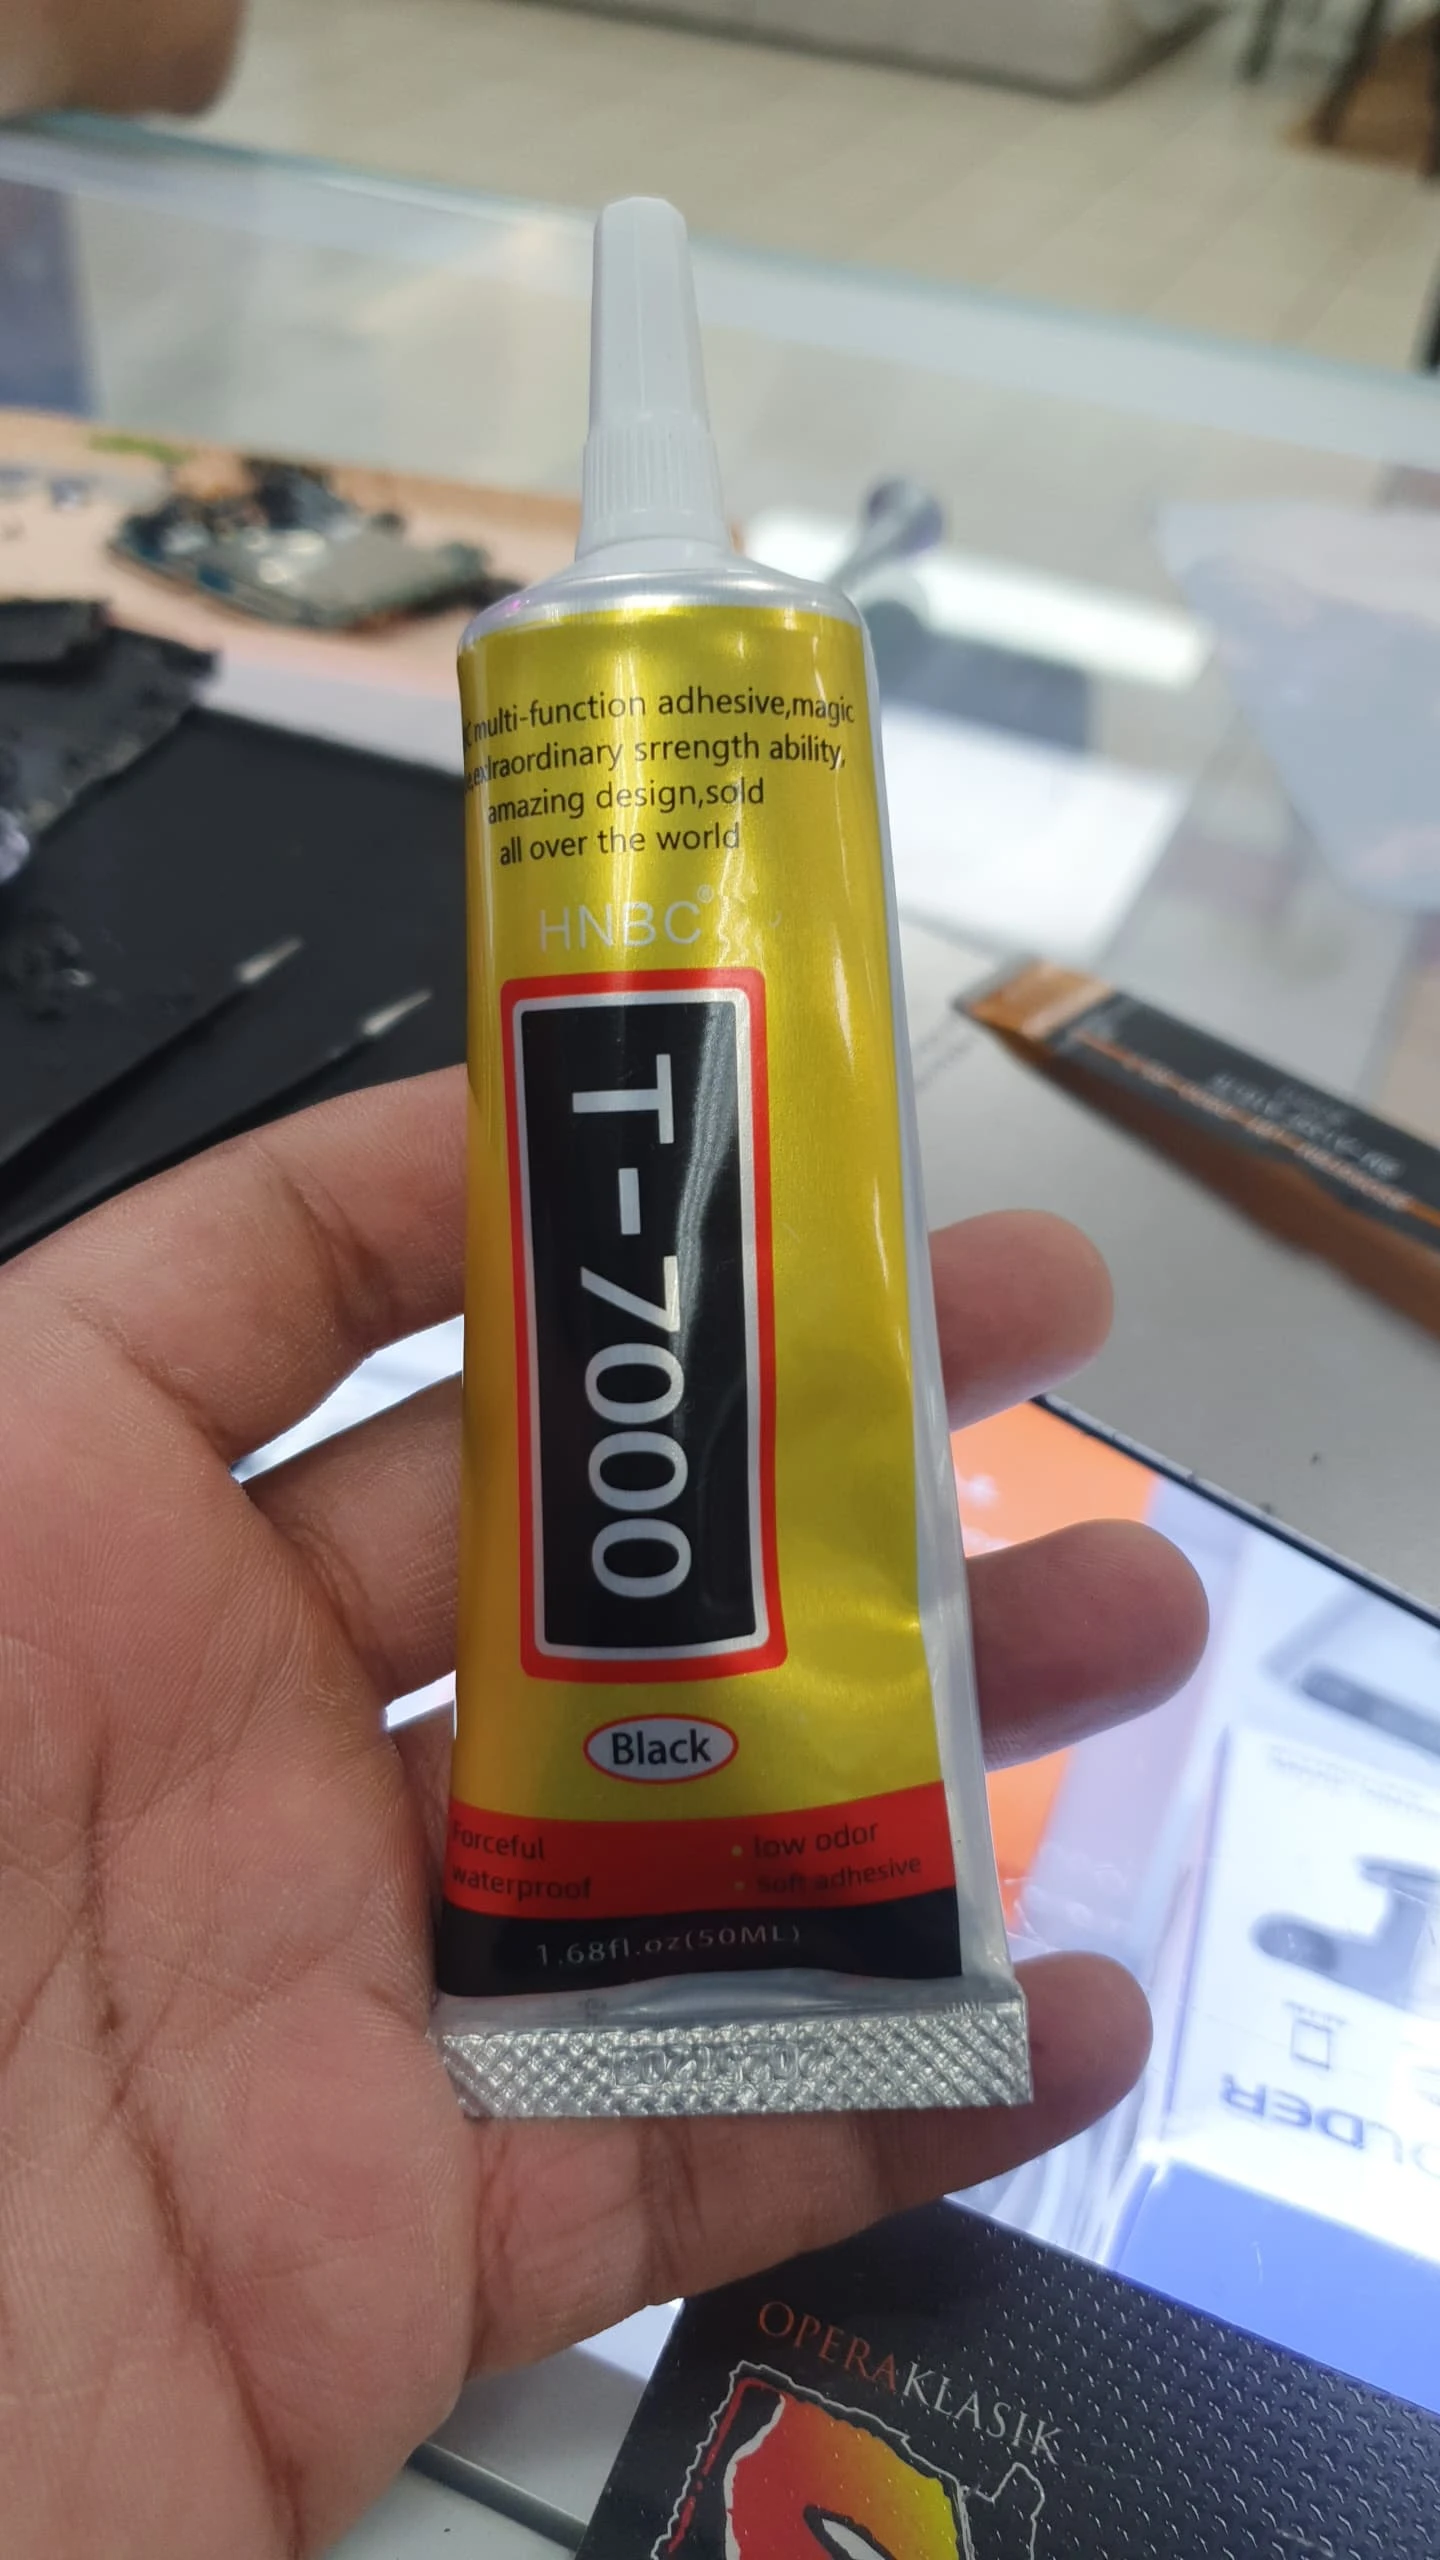 multi-function adhesive,magic
extraordinary srrength ability,
amazing design,sold
all over the world
HNBC®
T-7000
Black
Forceful
• low odor
waterproof
• Soft adhesive
1.68fl.oz(50ML)
OLDER
OPERAKLASIK